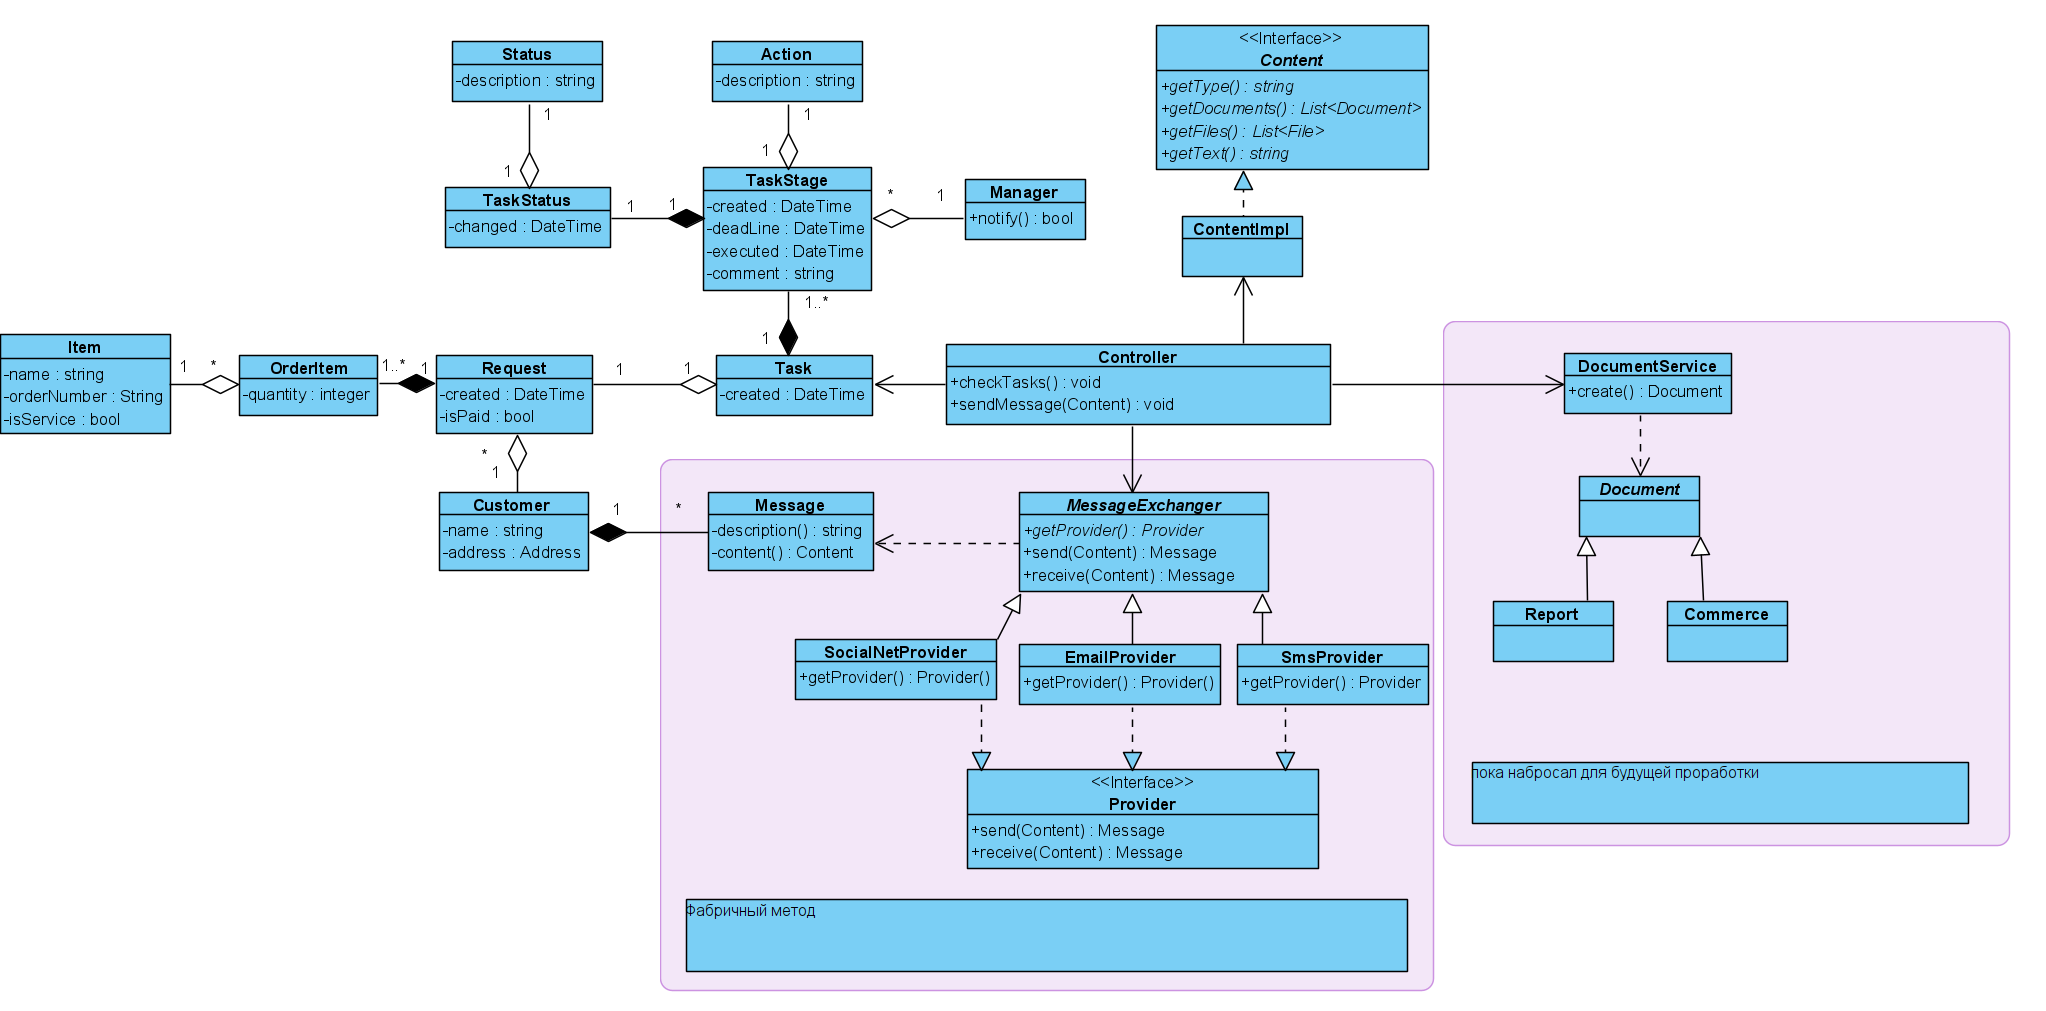 Status
-description : string
1
1
Action
-description : string
1
1
<<Interface>>
Content
+getType() : string
+getDocuments() : List<Document>
+getFiles() : List<File>
+getText() : string
TaskStatus
-changed : DateTime
1
1
TaskStage
-created : DateTime
-deadLine : DateTime
-executed : DateTime
-comment : string
*
1
Manager
+notify() : bool
ContentImpl
1..*
1
Item
-name : string
-orderNumber : String
-isService : bool
1
*
OrderItem
-quantity : integer
1..*
1
Request
-created : DateTime
-isPaid : bool
1
1
Task
-created : DateTime
Controller
+checkTasks() : void
+sendMessage(Content) : void
DocumentService
+create() : Document
*
1
Customer
-name : string
-address : Address
1
*
Message
-description() : string
-content() : Content
MessageExchanger
+getProvider() : Provider
+send(Content) : Message
+receive(Content) : Message
Document
Report
Commerce
SocialNetProvider
+getProvider() : Provider()
EmailProvider
+getProvider() : Provider()
SmsProvider
+getProvider() : Provider
<<Interface>>
Provider
+send(Content) : Message
+receive(Content) : Message
пока набросал для будущей проработки
Фабричный метод